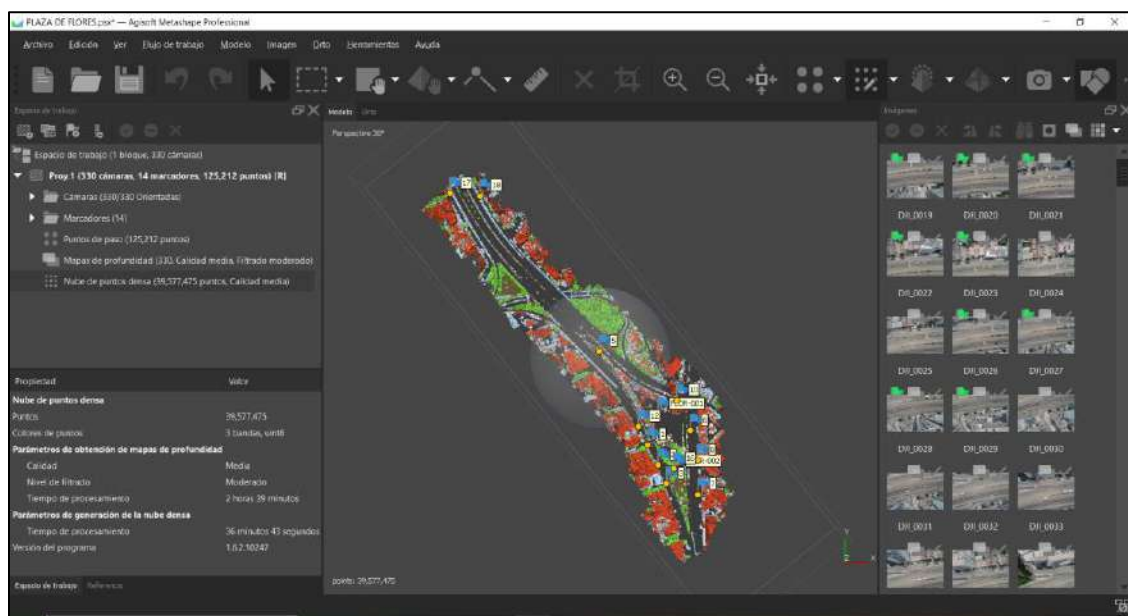 PLAZA DE FLORES.psx* — Agisoft Metashape Professional
Archivo Edición Ver Flujo de trabajo Modelo Imagen Orto Herramientas Ayuda
Espacio de trabajo
Modelo Orto
Imágenes
Perspective 30°
Espacio de trabajo (1 bloque, 330 cámaras)
Proy 1 (330 cámaras, 14 marcadores, 125,212 puntos) [R]
Cámaras (330/330 Orientadas)
Marcadores (14)
Puntos de paso (125,212 puntos)
Mapas de profundidad (330, Calidad media, Filtrado moderado)
Nube de puntos densa (39,577,475 puntos, Calidad media)
Propiedad Valor
Nube de puntos densa
Puntos 39,577,475
Colores de puntos 3 bandas, uint8
Parámetros de obtención de mapas de profundidad
Calidad Media
Nivel de filtrado Moderado
Tiempo de procesamiento 2 horas 39 minutos
Parámetros de generación de la nube densa
Tiempo de procesamiento 36 minutos 43 segundos
Versión del programa 1.6.2.10247
Espacio de trabajo Referencia
17
18
points: 39,577,475
Y
X
Z
DJI_0019 DJI_0020 DJI_0021
DJI_0022 DJI_0023 DJI_0024
DJI_0025 DJI_0026 DJI_0027
DJI_0028 DJI_0029 DJI_0030
DJI_0031 DJI_0032 DJI_0033